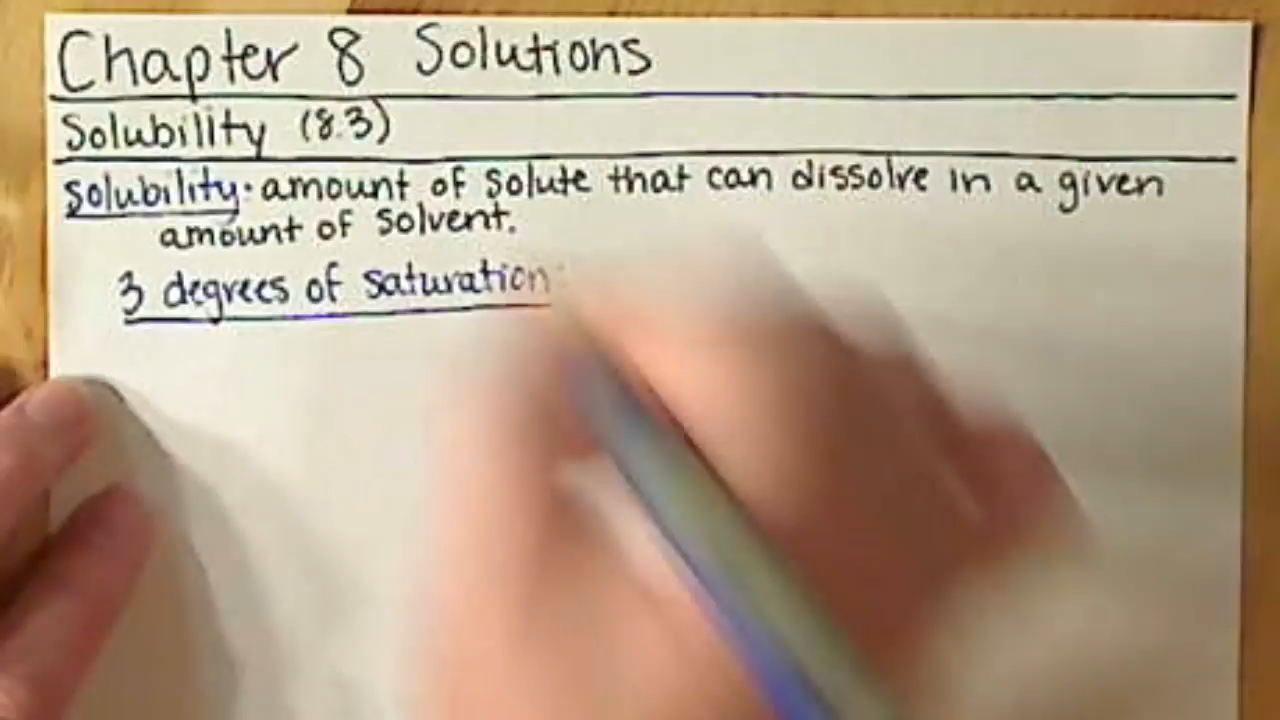 Chapter 8 Solutions
Solubility (8.3)
Solubility · amount of solute that can dissolve in a given
amount of solvent.
3 degrees of saturation: